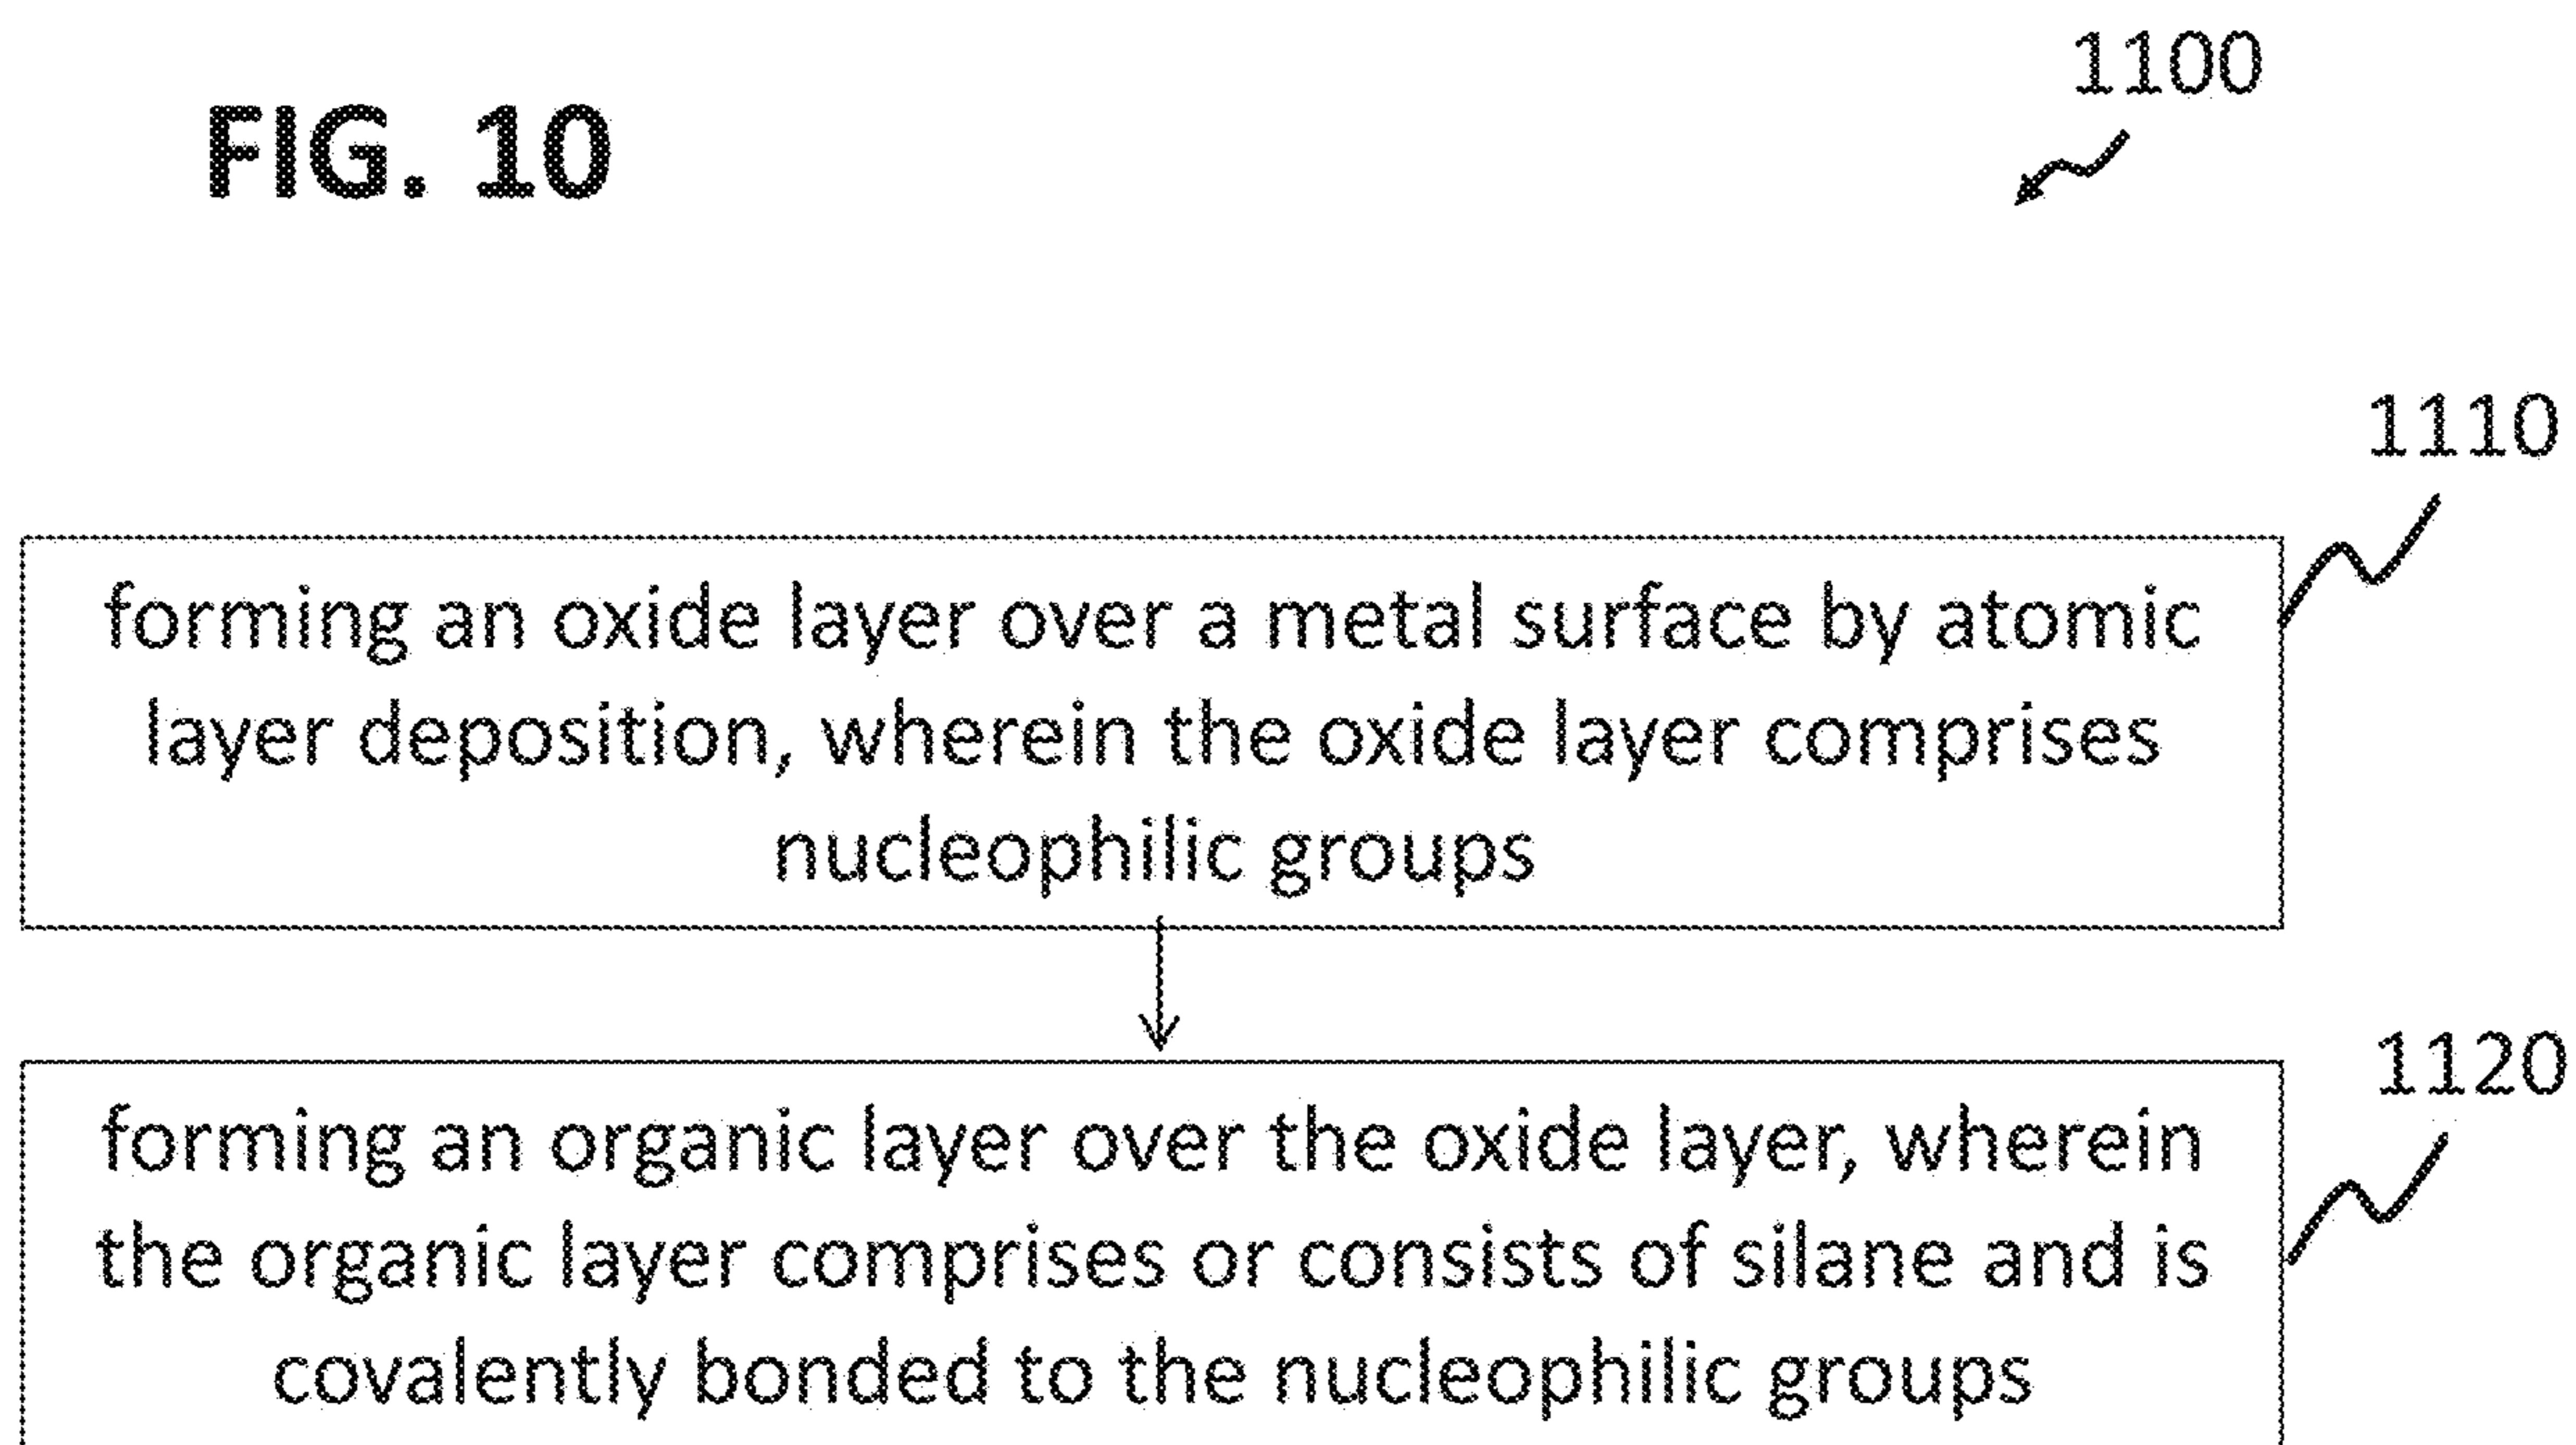 FIG. 10
1100
1110
forming an oxide layer over a metal surface by atomic
layer deposition, wherein the oxide layer comprises
nucleophilic groups
1120
forming an organic layer over the oxide layer, wherein
the organic layer comprises or consists of silane and is
covalently bonded to the nucleophilic groups